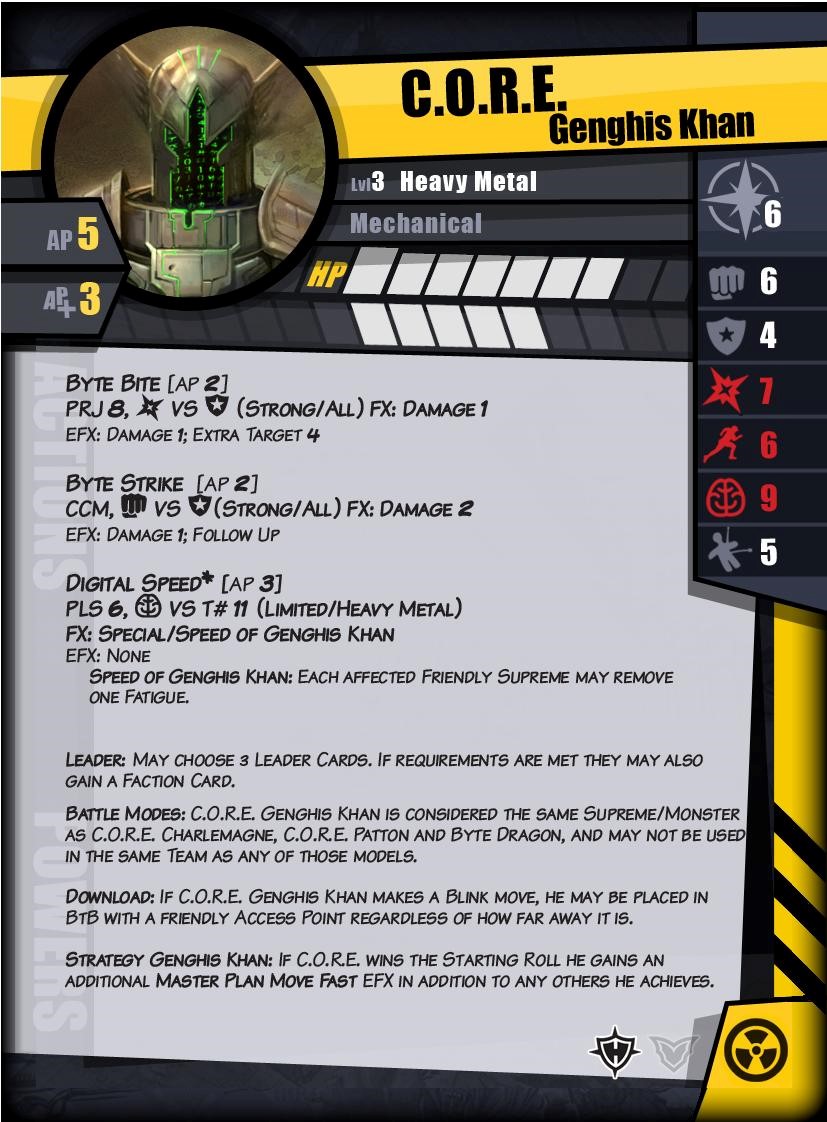 C.O.R.E.
Genghis Khan
Lvl3 Heavy Metal
Mechanical
AP 5
AP+ 3
HP
6
6
4
7
6
9
5
ACTIONS
BYTE BITE [AP 2]
PRJ 8, VS (STRONG/ALL) FX: DAMAGE 1
EFX: DAMAGE 1; EXTRA TARGET 4
BYTE STRIKE [AP 2]
CCM, VS (STRONG/ALL) FX: DAMAGE 2
EFX: DAMAGE 1; FOLLOW UP
DIGITAL SPEED* [AP 3]
PLS 6, VS T# 11 (LIMITED/HEAVY METAL)
FX: SPECIAL/SPEED OF GENGHIS KHAN
EFX: NONE
SPEED OF GENGHIS KHAN: EACH AFFECTED FRIENDLY SUPREME MAY REMOVE
ONE FATIGUE.
POWERS
LEADER: MAY CHOOSE 3 LEADER CARDS. IF REQUIREMENTS ARE MET THEY MAY ALSO
GAIN A FACTION CARD.
BATTLE MODES: C.O.R.E. GENGHIS KHAN IS CONSIDERED THE SAME SUPREME/MONSTER
AS C.O.R.E. CHARLEMAGNE, C.O.R.E. PATTON AND BYTE DRAGON, AND MAY NOT BE USED
IN THE SAME TEAM AS ANY OF THOSE MODELS.
DOWNLOAD: IF C.O.R.E. GENGHIS KHAN MAKES A BLINK MOVE, HE MAY BE PLACED IN
BTB WITH A FRIENDLY ACCESS POINT REGARDLESS OF HOW FAR AWAY IT IS.
STRATEGY GENGHIS KHAN: IF C.O.R.E. WINS THE STARTING ROLL HE GAINS AN
ADDITIONAL MASTER PLAN MOVE FAST EFX IN ADDITION TO ANY OTHERS HE ACHIEVES.
H